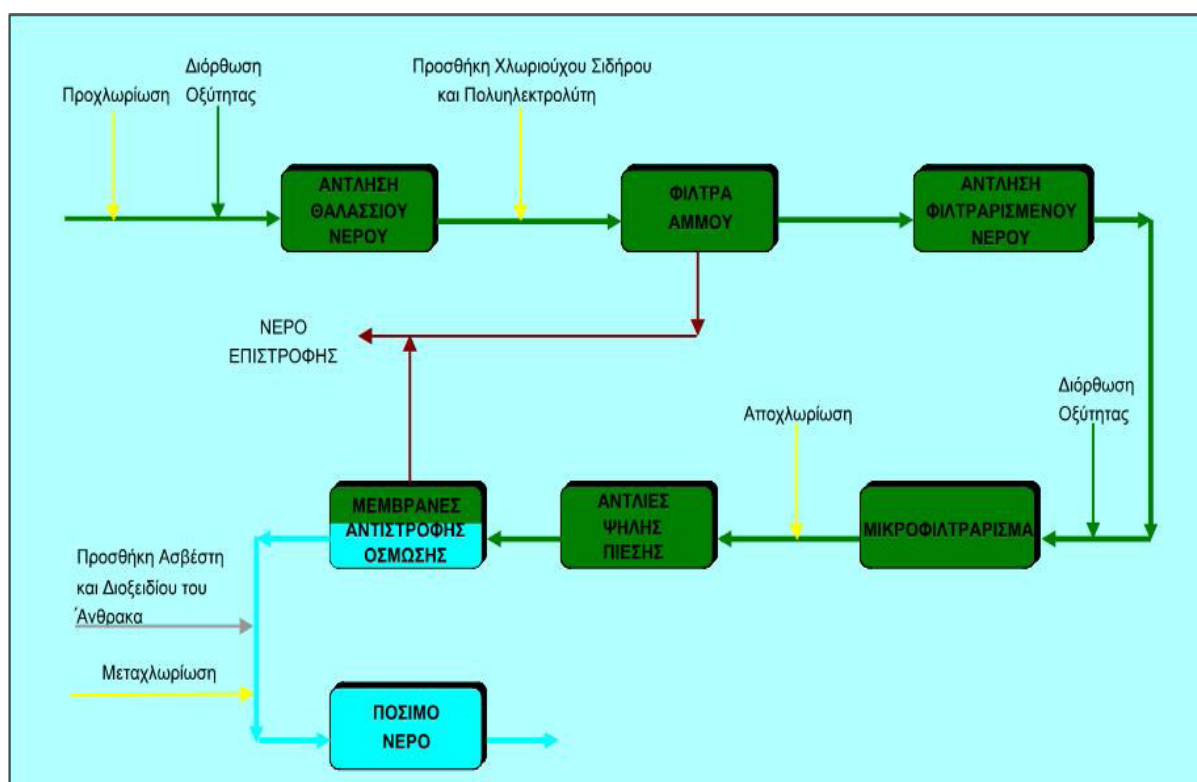 Προχλωρίωση
Διόρθωση
Οξύτητας
Προσθήκη Χλωριούχου Σιδήρου
και Πολυηλεκτρολύτη
ΑΝΤΛΗΣΗ
ΘΑΛΑΣΣΙΟΥ
ΝΕΡΟΥ
ΦΙΛΤΡΑ
ΑΜΜΟΥ
ΑΝΤΛΗΣΗ
ΦΙΛΤΡΑΡΙΣΜΕΝΟΥ
ΝΕΡΟΥ
ΝΕΡΟ
ΕΠΙΣΤΡΟΦΗΣ
Αποχλωρίωση
Διόρθωση
Οξύτητας
ΜΕΜΒΡΑΝΕΣ
ΑΝΤΙΣΤΡΟΦΗΣ
ΟΣΜΩΣΗΣ
ΑΝΤΛΙΕΣ
ΨΗΛΗΣ
ΠΙΕΣΗΣ
ΜΙΚΡΟΦΙΛΤΡΑΡΙΣΜΑ
Προσθήκη Ασβέστη
και Διοξειδίου του
Άνθρακα
Μεταχλωρίωση
ΠΟΣΙΜΟ
ΝΕΡΟ